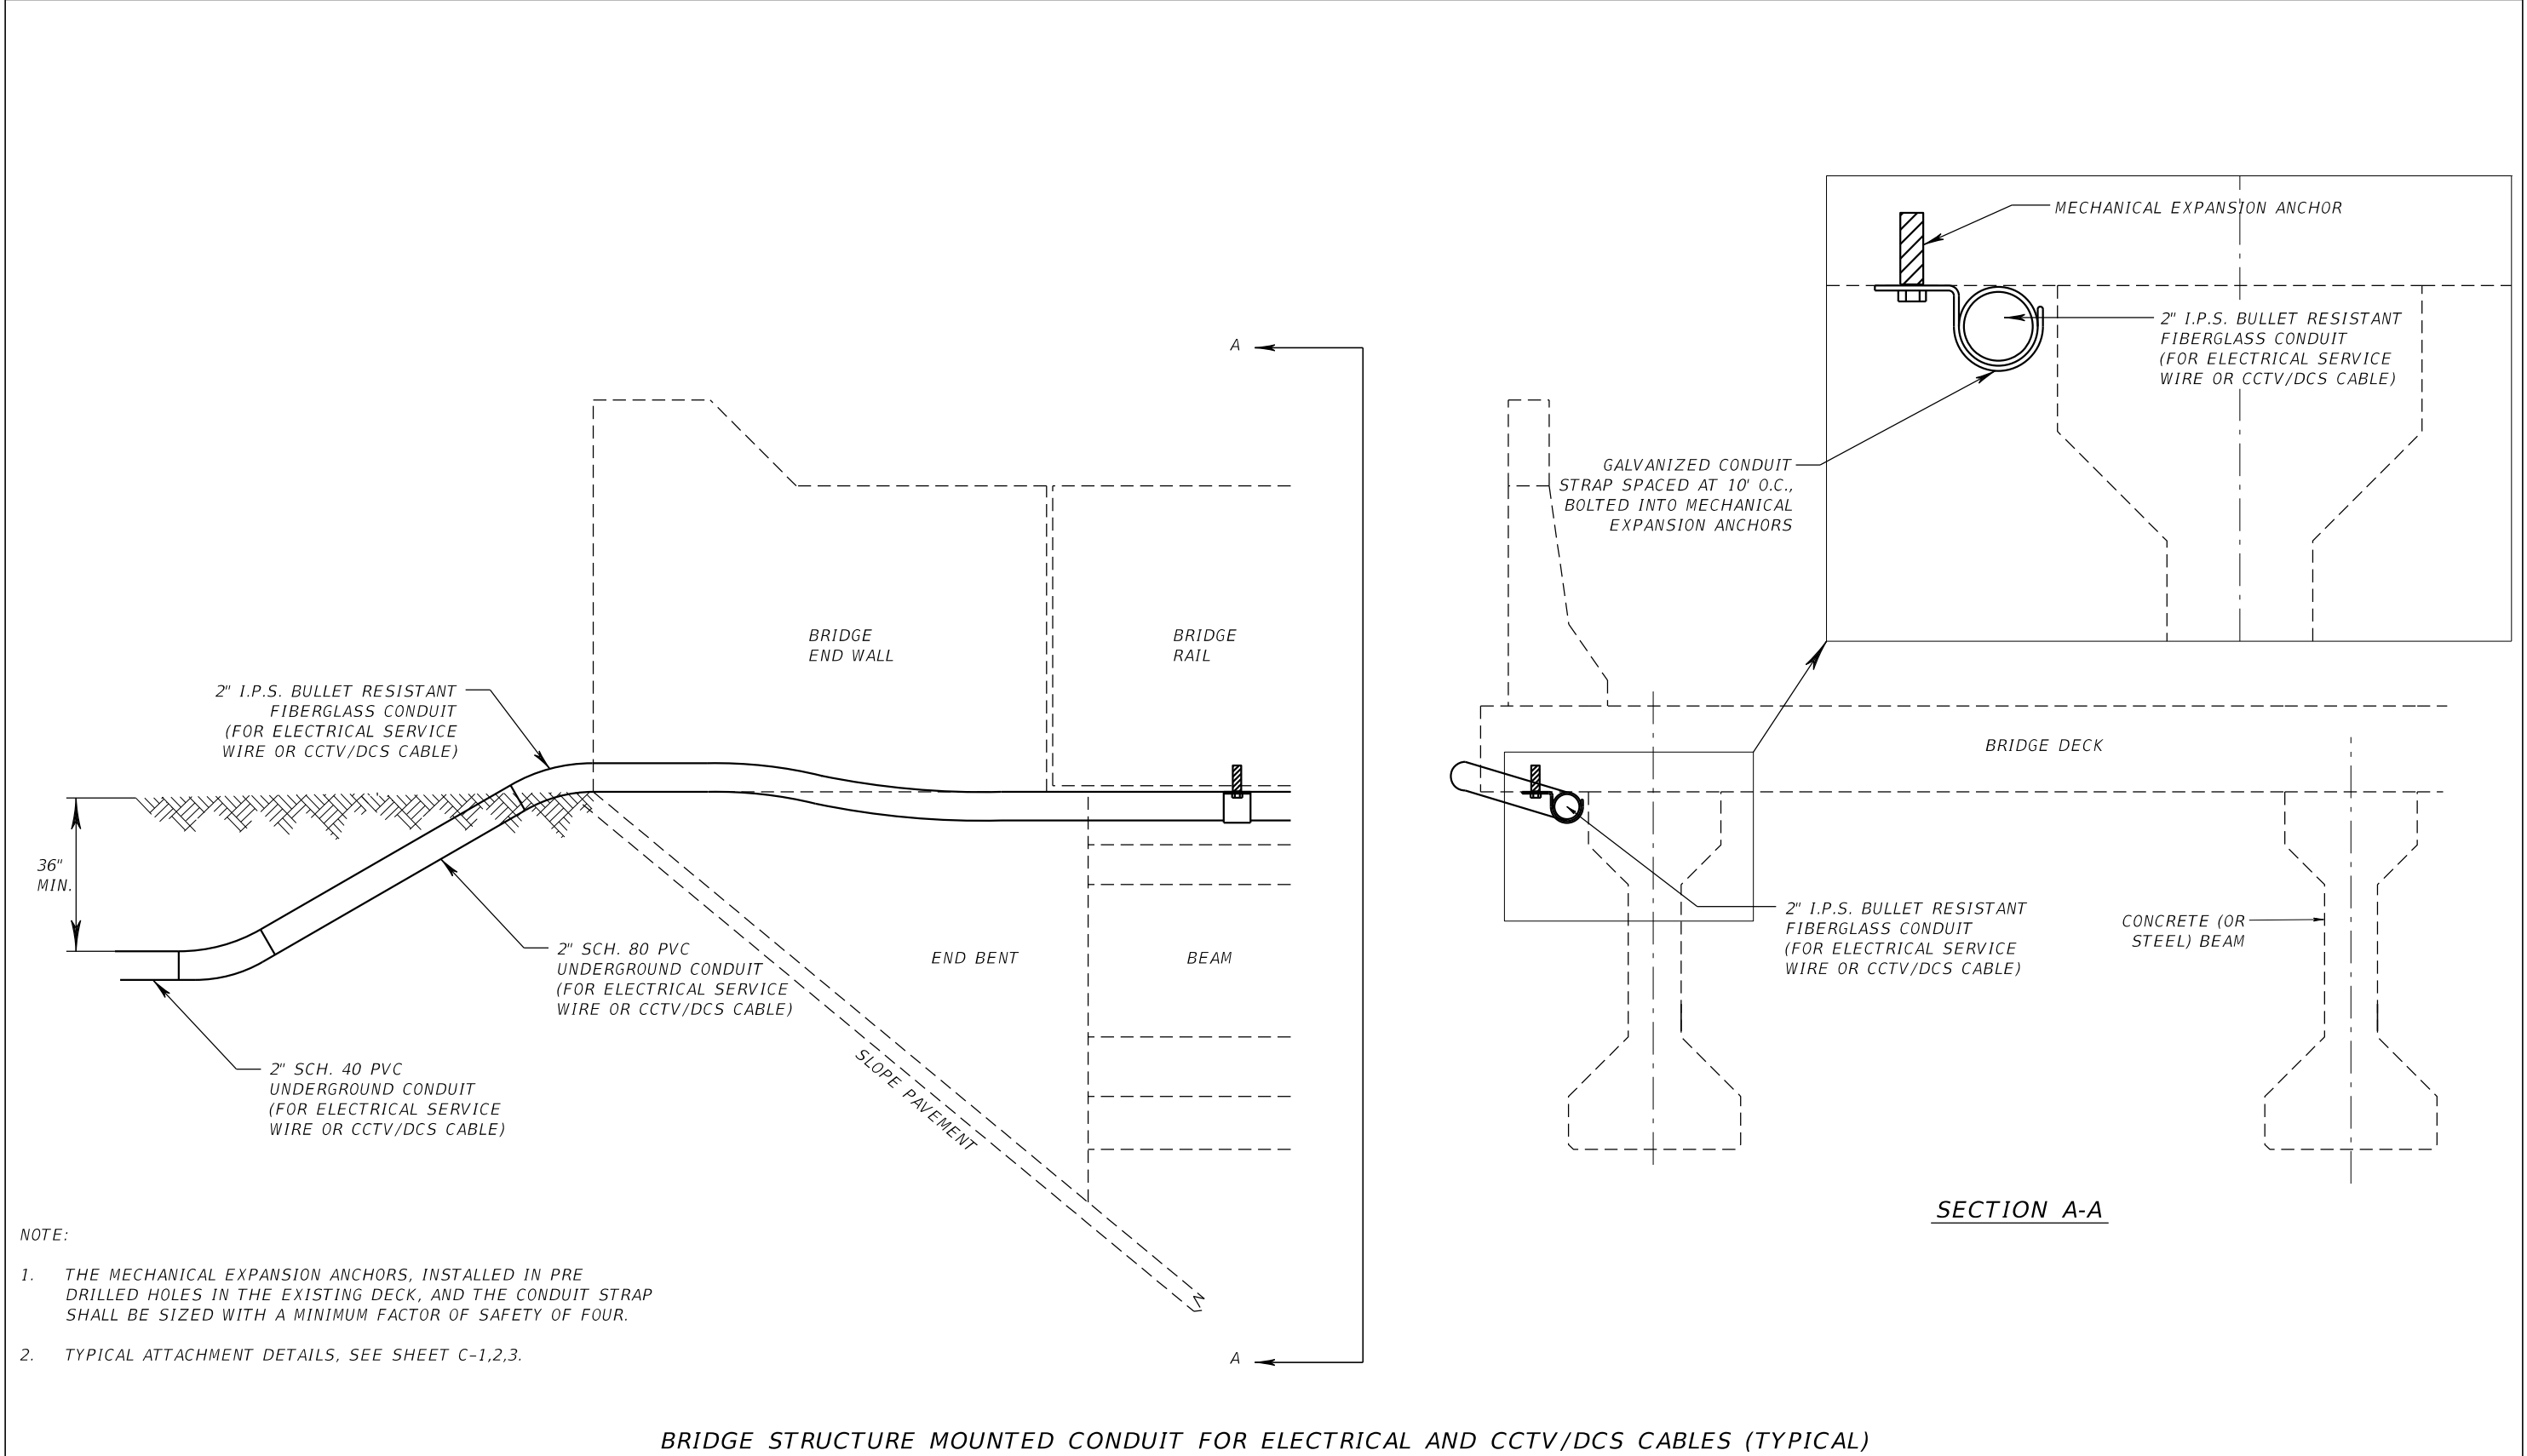 MECHANICAL EXPANSION ANCHOR
2" I.P.S. BULLET RESISTANT
FIBERGLASS CONDUIT
(FOR ELECTRICAL SERVICE
WIRE OR CCTV/DCS CABLE)
A
GALVANIZED CONDUIT
STRAP SPACED AT 10' O.C.,
BOLTED INTO MECHANICAL
EXPANSION ANCHORS
BRIDGE
END WALL
BRIDGE
RAIL
2" I.P.S. BULLET RESISTANT
FIBERGLASS CONDUIT
(FOR ELECTRICAL SERVICE
WIRE OR CCTV/DCS CABLE)
BRIDGE DECK
36"
MIN.
2" SCH. 80 PVC
UNDERGROUND CONDUIT
(FOR ELECTRICAL SERVICE
WIRE OR CCTV/DCS CABLE)
END BENT
BEAM
2" I.P.S. BULLET RESISTANT
FIBERGLASS CONDUIT
(FOR ELECTRICAL SERVICE
WIRE OR CCTV/DCS CABLE)
CONCRETE (OR
STEEL) BEAM
2" SCH. 40 PVC
UNDERGROUND CONDUIT
(FOR ELECTRICAL SERVICE
WIRE OR CCTV/DCS CABLE)
SLOPE PAVEMENT
SECTION A-A
NOTE:
1. THE MECHANICAL EXPANSION ANCHORS, INSTALLED IN PRE
DRILLED HOLES IN THE EXISTING DECK, AND THE CONDUIT STRAP
SHALL BE SIZED WITH A MINIMUM FACTOR OF SAFETY OF FOUR.
2. TYPICAL ATTACHMENT DETAILS, SEE SHEET C-1,2,3.
A
BRIDGE STRUCTURE MOUNTED CONDUIT FOR ELECTRICAL AND CCTV/DCS CABLES (TYPICAL)